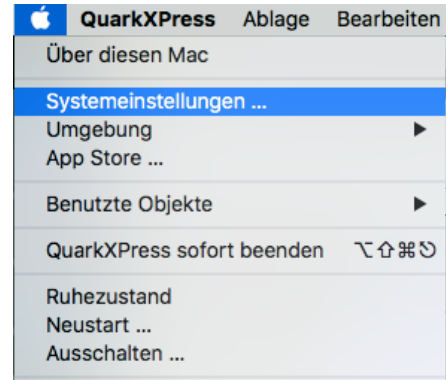 QuarkXPress Ablage Bearbeiten
Über diesen Mac
Systemeinstellungen ...
Umgebung
App Store ...
Benutzte Objekte
QuarkXPress sofort beenden ⌥⇧⌘⎋
Ruhezustand
Neustart ...
Ausschalten ...